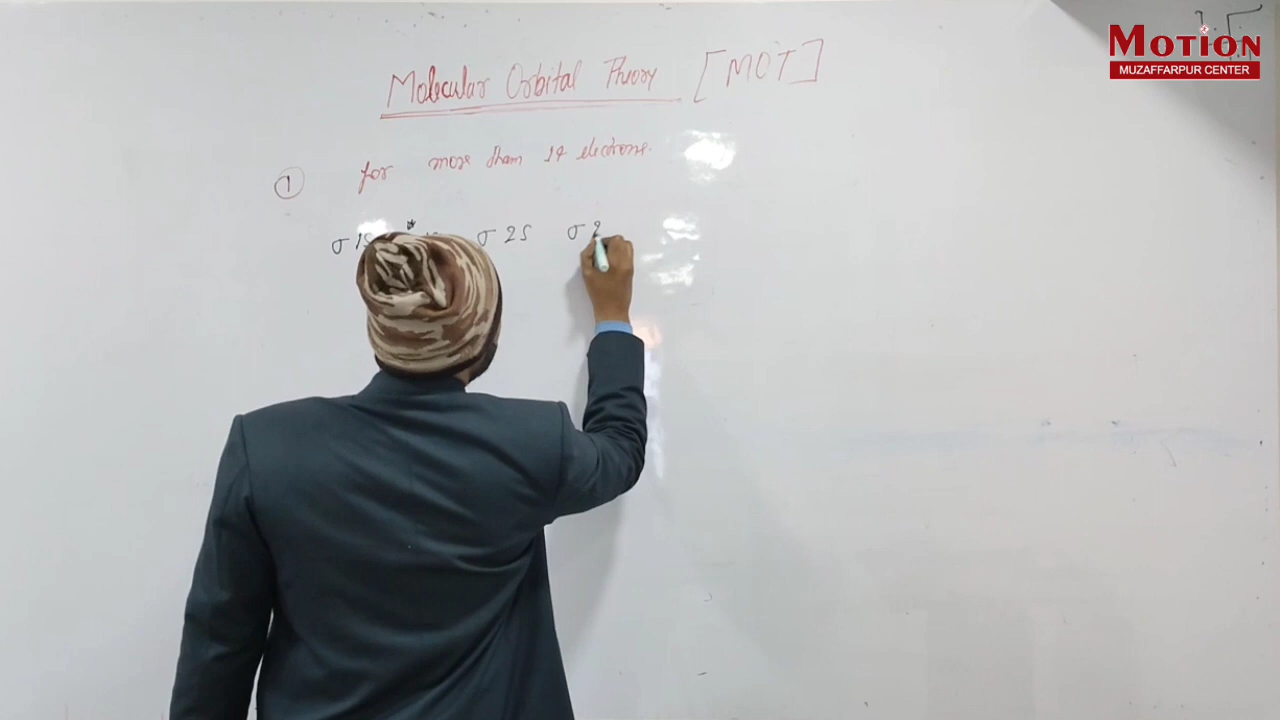 MOTION
MUZAFFARPUR CENTER
Molecular Orbital Theory [MOT]
① for more than 14 electrons.
σ 1s * σ 2s σ 2